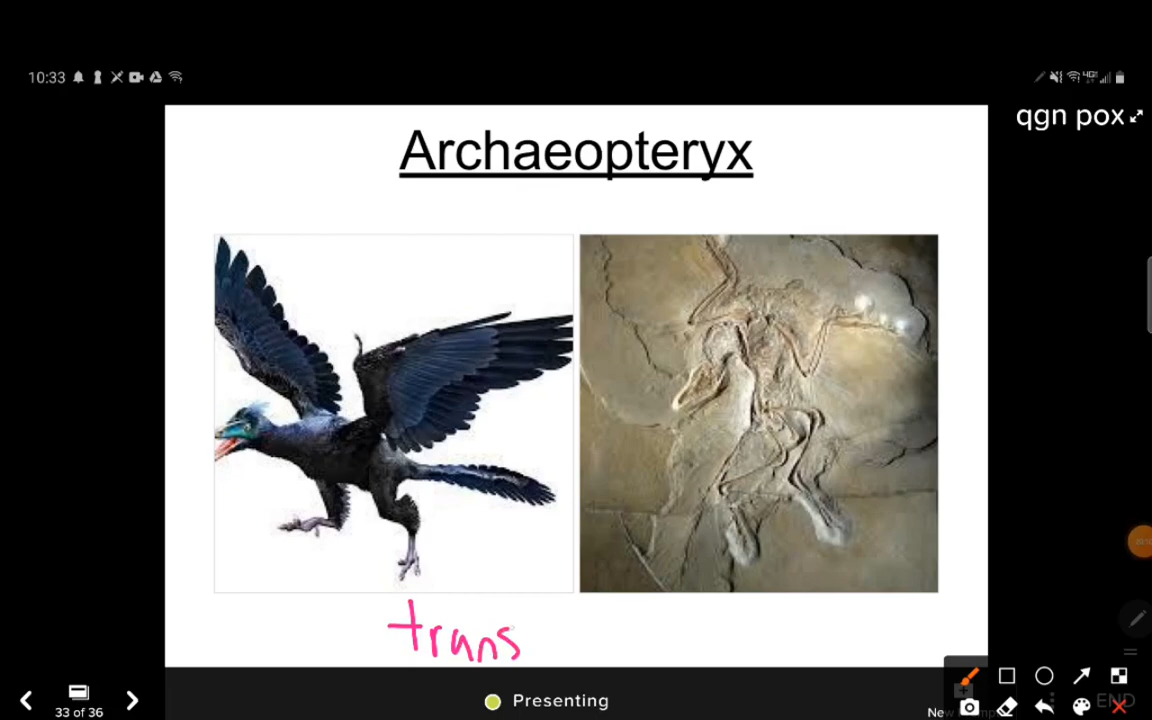 10:33
qgn pox
Archaeopteryx
trans
33 of 36
Presenting
END